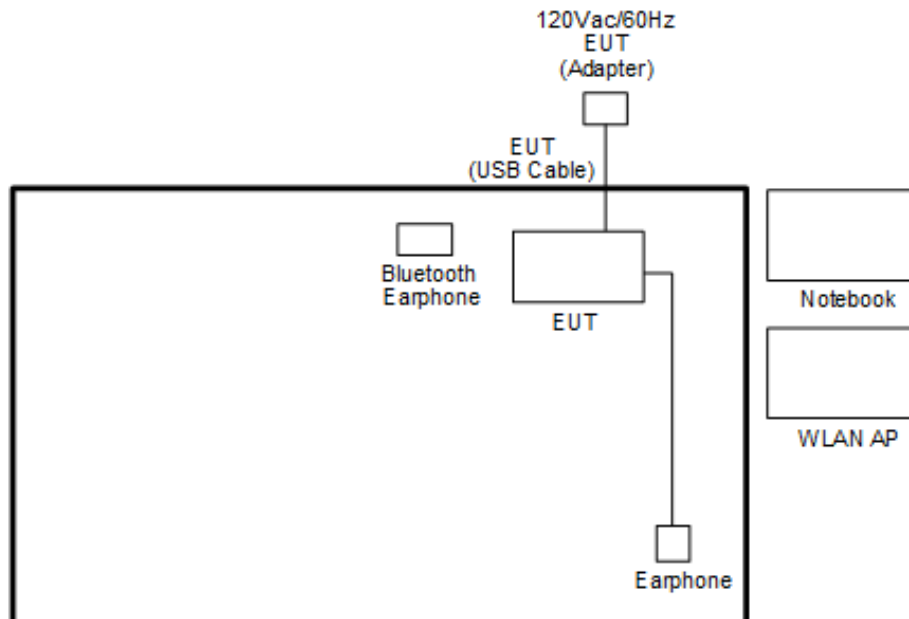 120Vac/60Hz
EUT
(Adapter)
EUT
(USB Cable)
Bluetooth
Earphone
EUT
Notebook
WLAN AP
Earphone